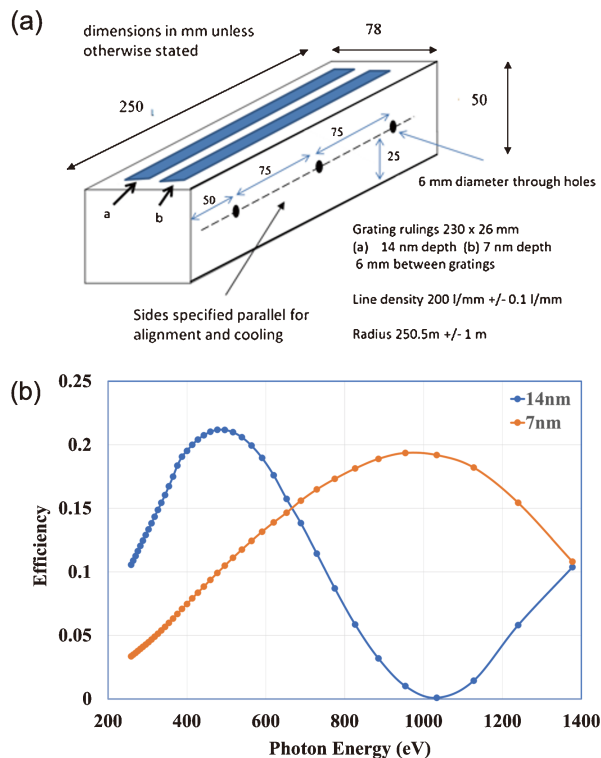 (a)
dimensions in mm unless
otherwise stated
78
250
50
75
75
50
25
6 mm diameter through holes
a
b
Grating rulings 230 x 26 mm
(a) 14 nm depth (b) 7 nm depth
6 mm between gratings
Line density 200 l/mm +/- 0.1 l/mm
Radius 250.5m +/- 1 m
Sides specified parallel for
alignment and cooling
(b)
0.25
0.2
0.15
0.1
0.05
0
14nm
7nm
Efficiency
200
400
600
800
1000
1200
1400
Photon Energy (eV)